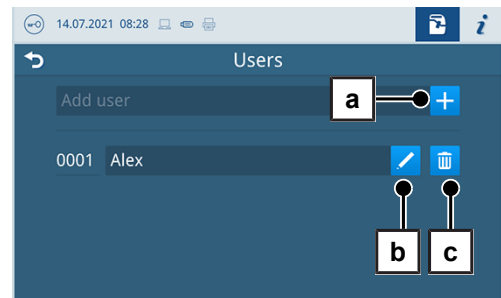 14.07.2021 08:28
i
Users
Add user
a
+
0001 Alex
b c